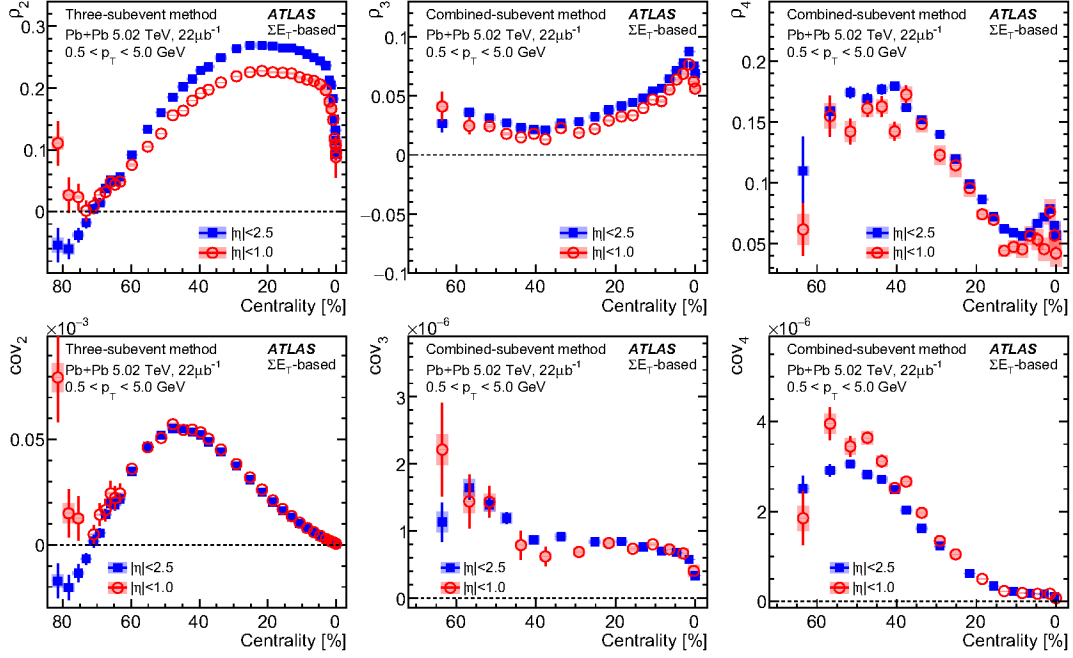 ρ2
Three-subevent method ATLAS
Pb+Pb 5.02 TeV, 22μb-1 ΣET-based
0.5 < pT < 5.0 GeV
0.3
0.2
0.1
0
|η|<2.5
|η|<1.0
80 60 40 20 0
Centrality [%]
ρ3
Combined-subevent method ATLAS
Pb+Pb 5.02 TeV, 22μb-1 ΣET-based
0.5 < pT < 5.0 GeV
0.1
0.05
0
−0.05
−0.1
|η|<2.5
|η|<1.0
60 40 20 0
Centrality [%]
ρ4
Combined-subevent method ATLAS
Pb+Pb 5.02 TeV, 22μb-1 ΣET-based
0.5 < pT < 5.0 GeV
0.2
0.15
0.1
0.05
|η|<2.5
|η|<1.0
80 60 40 20 0
Centrality [%]
×10−3
cov2
Three-subevent method ATLAS
Pb+Pb 5.02 TeV, 22μb-1 ΣET-based
0.5 < pT < 5.0 GeV
0.05
0
|η|<2.5
|η|<1.0
80 60 40 20 0
Centrality [%]
×10−6
cov3
Combined-subevent method ATLAS
Pb+Pb 5.02 TeV, 22μb-1 ΣET-based
0.5 < pT < 5.0 GeV
4
3
2
1
0
|η|<2.5
|η|<1.0
60 40 20 0
Centrality [%]
×10−6
cov4
Combined-subevent method ATLAS
Pb+Pb 5.02 TeV, 22μb-1 ΣET-based
0.5 < pT < 5.0 GeV
6
4
2
0
|η|<2.5
|η|<1.0
80 60 40 20 0
Centrality [%]